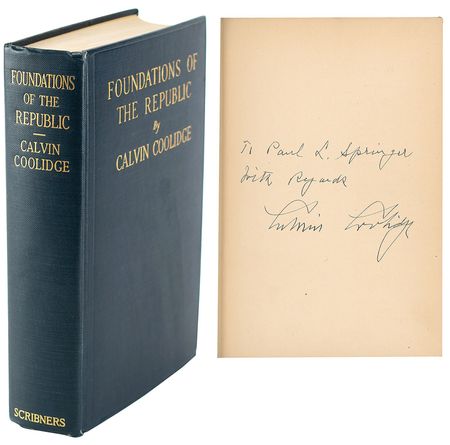 FOUNDATIONS
OF THE
REPUBLIC
CALVIN
COOLIDGE
SCRIBNERS
FOUNDATIONS OF
THE REPUBLIC
By
CALVIN COOLIDGE
To Paul L. Springer
With Regards
Calvin Coolidge